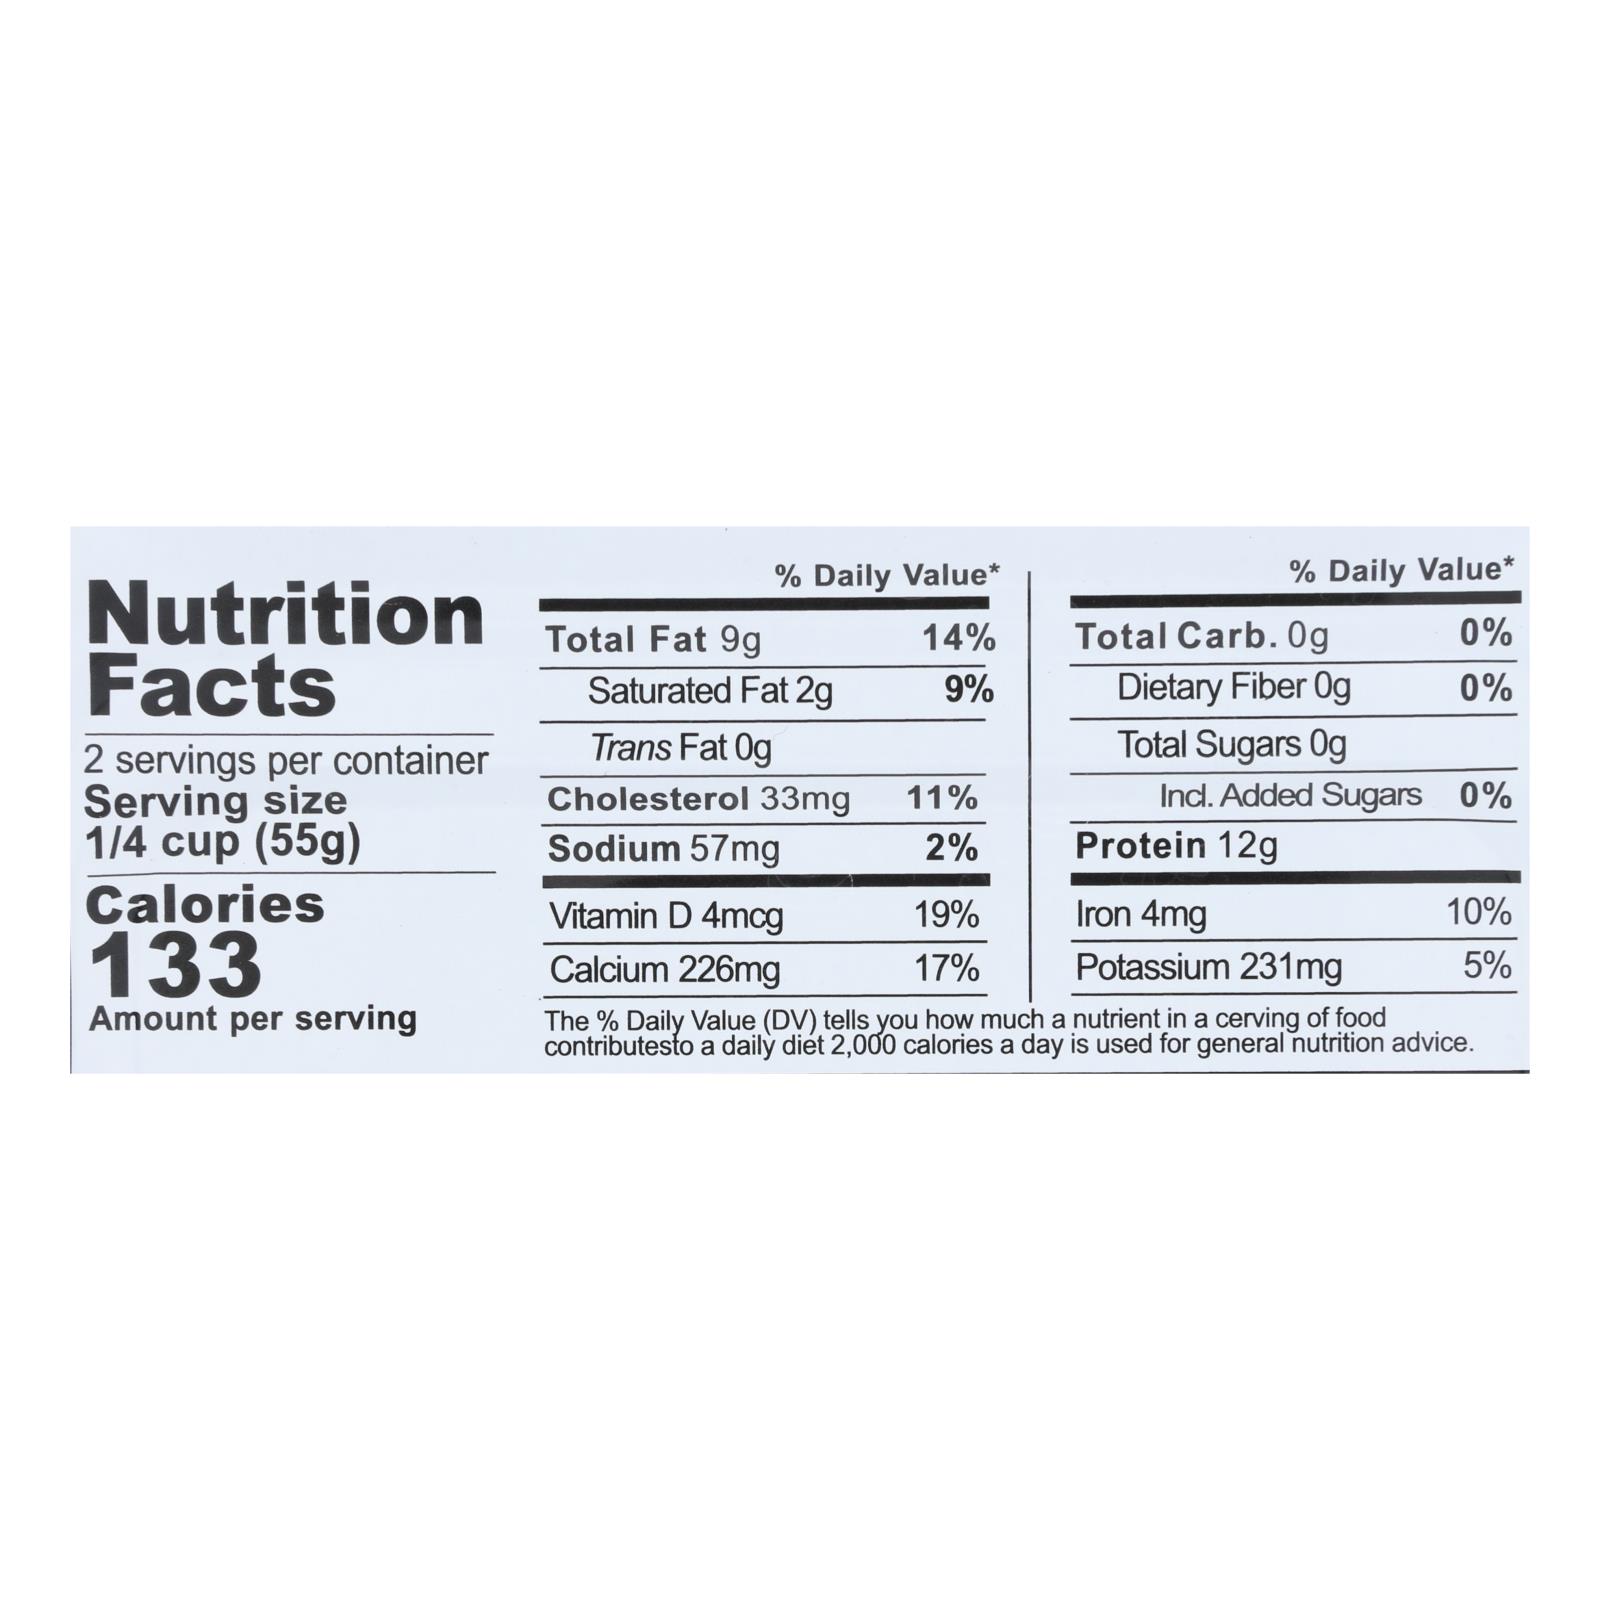 Nutrition
Facts
2 servings per container
Serving size
1/4 cup (55g)
Calories
133
Amount per serving
% Daily Value*
Total Fat 9g 14%
Saturated Fat 2g 9%
Trans Fat 0g
Cholesterol 33mg 11%
Sodium 57mg 2%
Vitamin D 4mcg 19%
Calcium 226mg 17%
% Daily Value*
Total Carb. 0g 0%
Dietary Fiber 0g 0%
Total Sugars 0g
Incl. Added Sugars 0%
Protein 12g
Iron 4mg 10%
Potassium 231mg 5%
The % Daily Value (DV) tells you how much a nutrient in a cerving of food
contributesto a daily diet 2,000 calories a day is used for general nutrition advice.